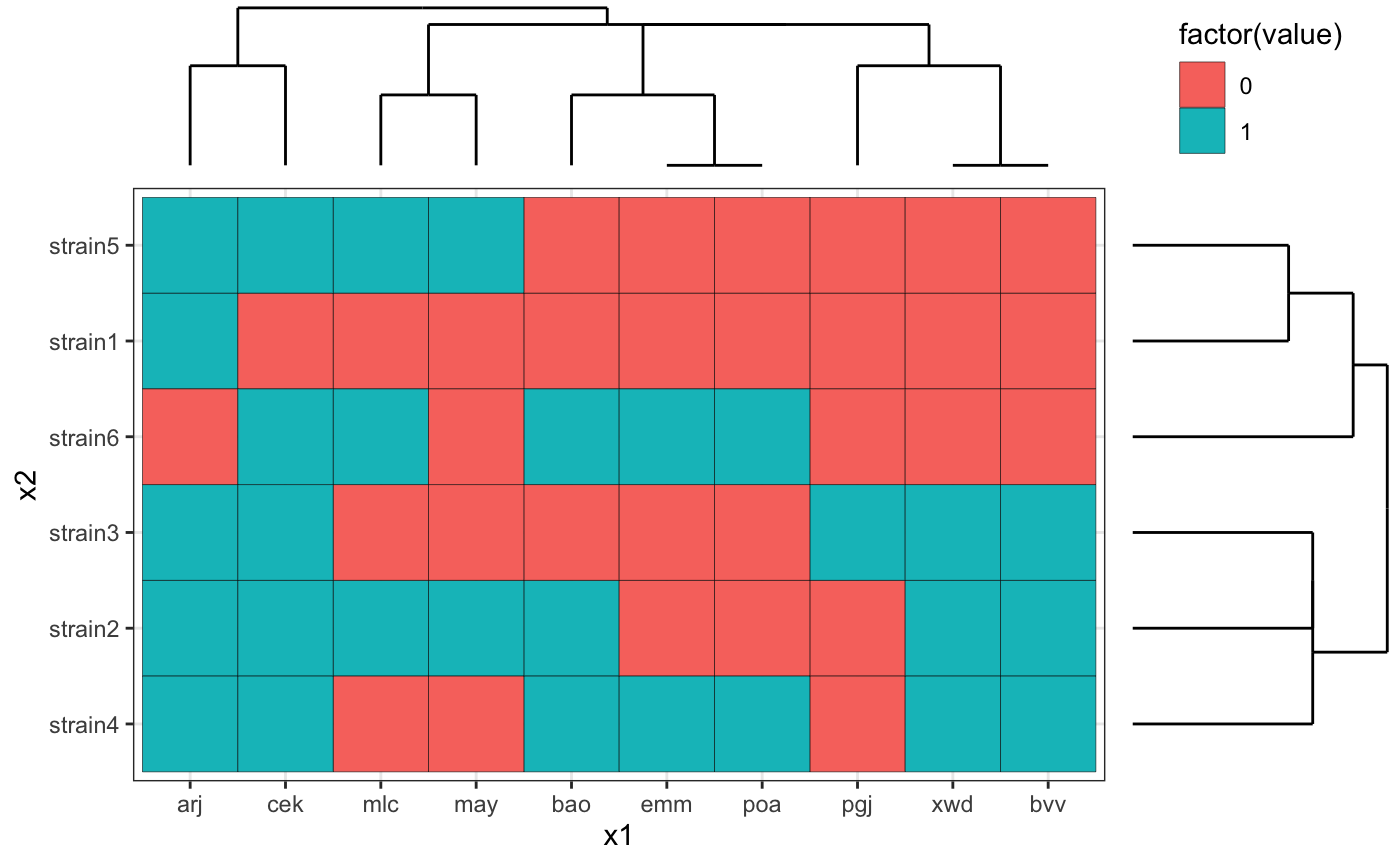 factor(value)
0
1
strain5
strain1
strain6
strain3
strain2
strain4
x2
arj cek mlc may bao emm poa pgj xwd bvv
x1